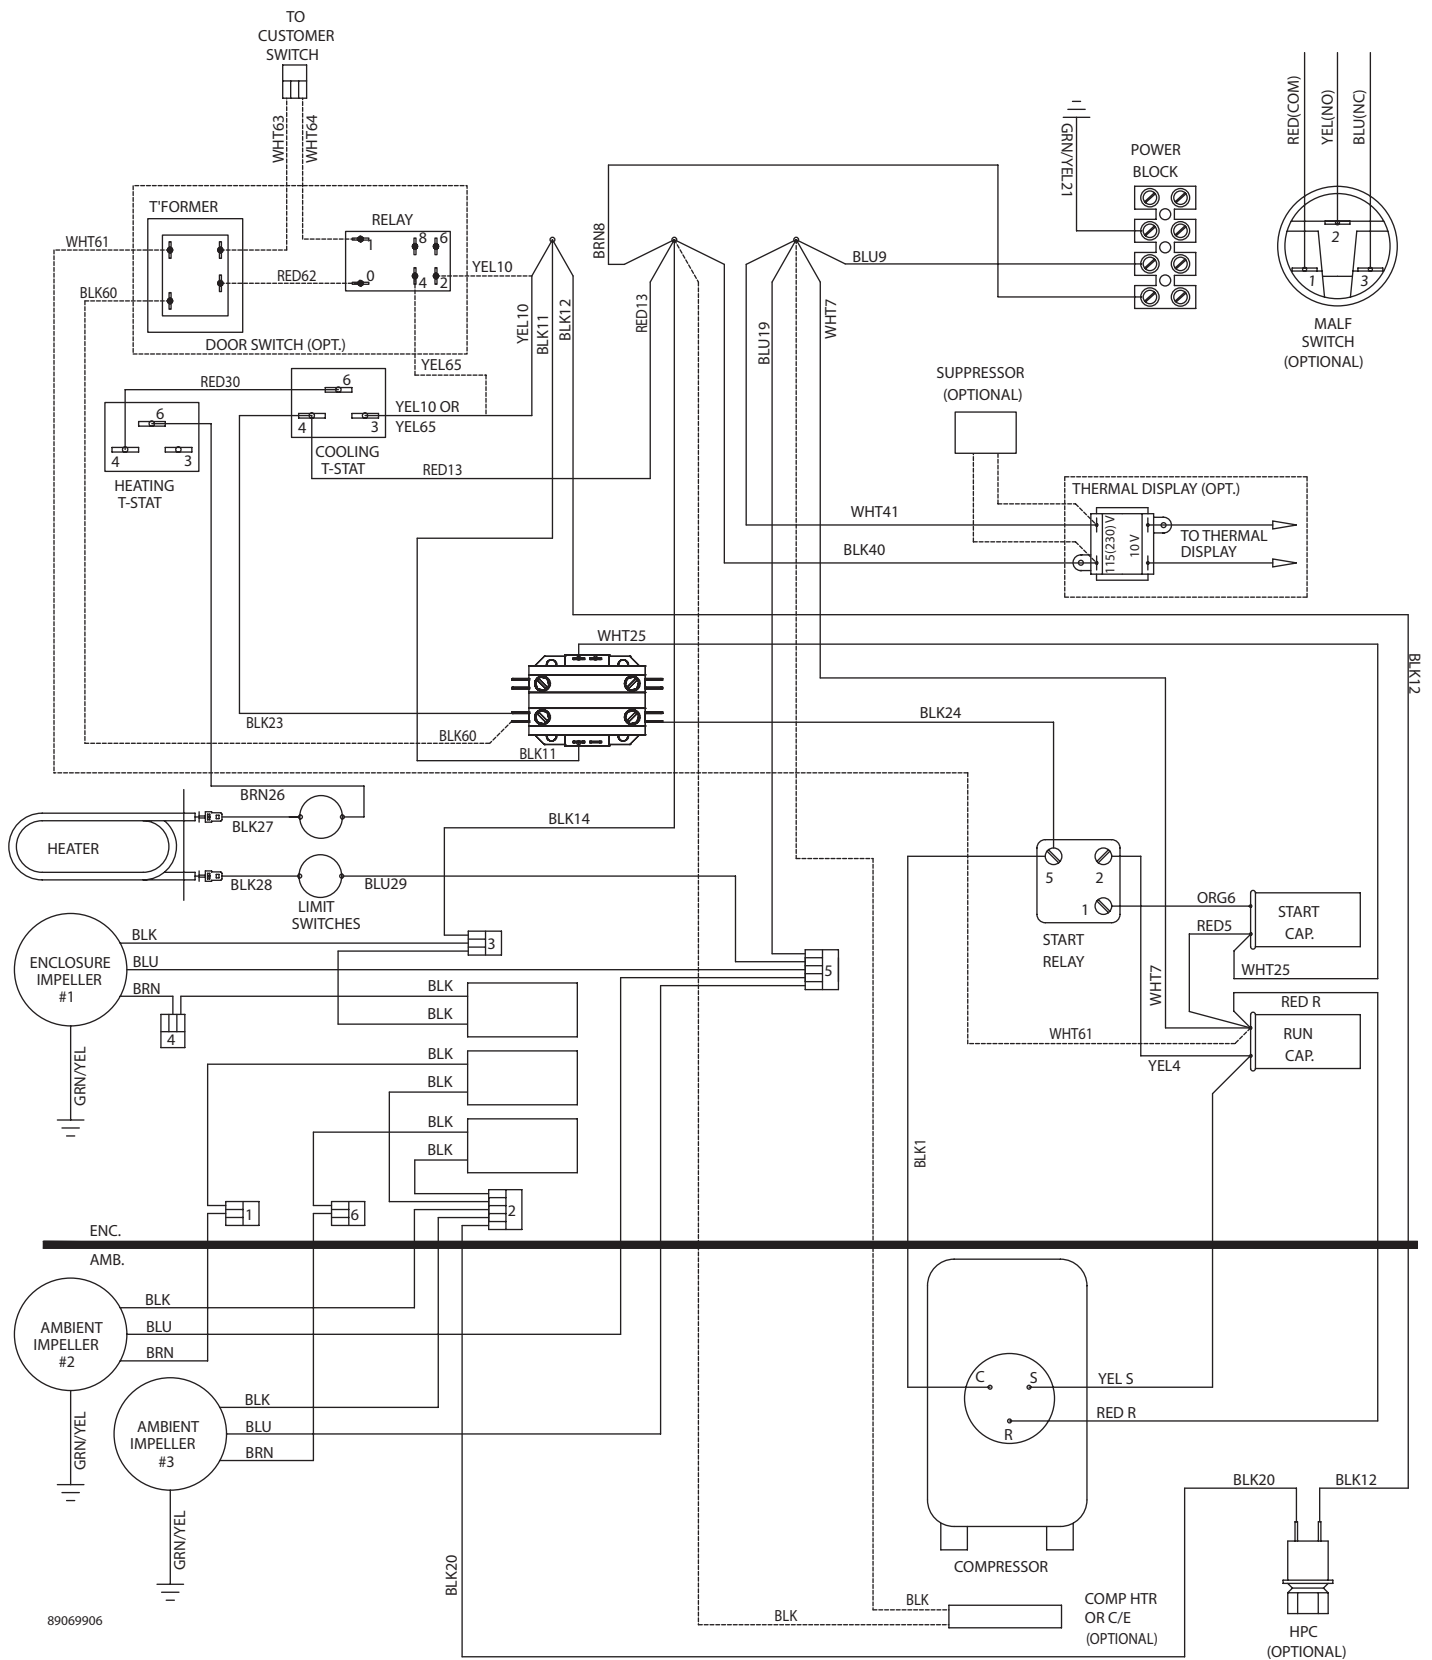 TO
CUSTOMER
SWITCH
WHT63
WHT64
T'FORMER
RELAY
1
8
6
0
4
2
WHT61
RED62
BLK60
DOOR SWITCH (OPT.)
YEL10
YEL65
YEL10
BLK11
BLK12
BRN8
RED13
BLU19
WHT7
BLU9
GRN/YEL21
POWER
BLOCK
RED(COM)
YEL(NO)
BLU(NC)
2
1
3
MALF
SWITCH
(OPTIONAL)
RED30
6
4
3
HEATING
T-STAT
6
4
3
COOLING
T-STAT
YEL10 OR
YEL65
RED13
SUPPRESSOR
(OPTIONAL)
THERMAL DISPLAY (OPT.)
115(230) V
10 V
TO THERMAL
DISPLAY
WHT41
BLK40
WHT25
BLK12
BLK23
BLK60
BLK11
BLK24
BRN26
BLK27
HEATER
BLK28
BLU29
LIMIT
SWITCHES
BLK14
5
2
1
START
RELAY
ORG6
RED5
START
CAP.
WHT25
RED R
RUN
CAP.
WHT7
WHT61
YEL4
ENCLOSURE
IMPELLER
#1
BLK
BLU
BRN
GRN/YEL
3
5
4
BLK
BLK
BLK
BLK
BLK
BLK
1
6
2
BLK1
ENC.
AMB.
AMBIENT
IMPELLER
#2
BLK
BLU
BRN
GRN/YEL
AMBIENT
IMPELLER
#3
BLK
BLU
BRN
GRN/YEL
C
S
R
YEL S
RED R
COMPRESSOR
BLK20
BLK20
BLK12
HPC
(OPTIONAL)
BLK
BLK
COMP HTR
OR C/E
(OPTIONAL)
89069906